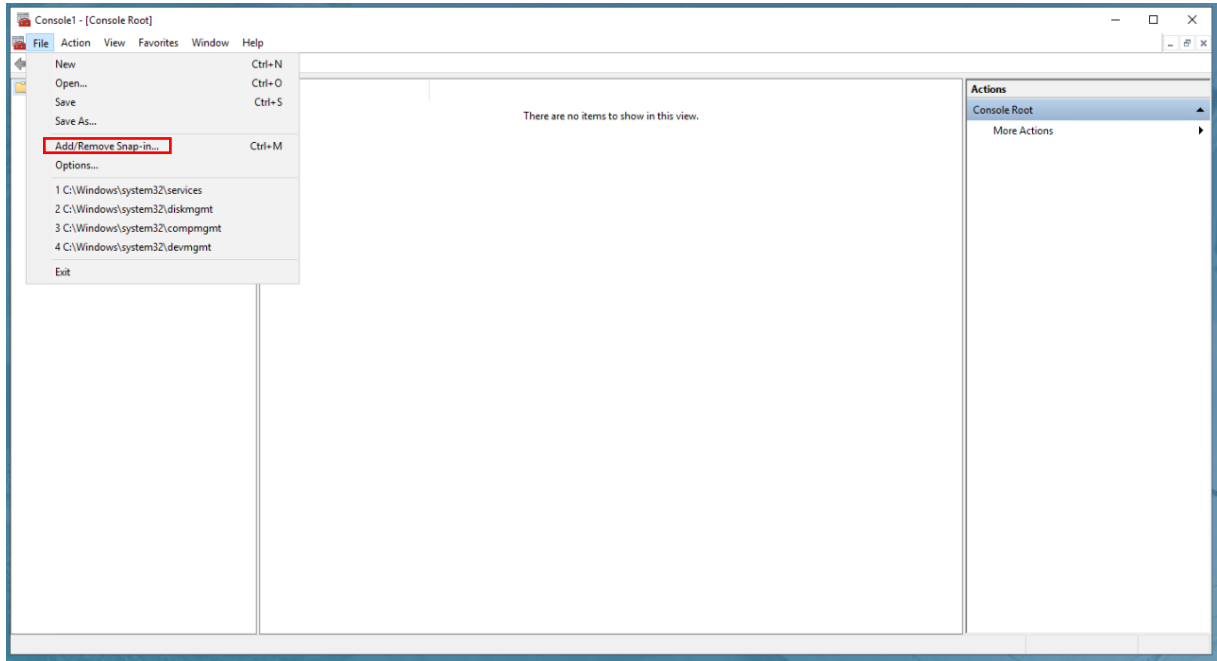 Console1 - [Console Root]
File Action View Favorites Window Help
New Ctrl+N
Open... Ctrl+O
Save Ctrl+S
Save As...
Add/Remove Snap-in... Ctrl+M
Options...
1 C:\Windows\system32\services
2 C:\Windows\system32\diskmgmt
3 C:\Windows\system32\compmgmt
4 C:\Windows\system32\devmgmt
Exit
There are no items to show in this view.
Actions
Console Root
More Actions